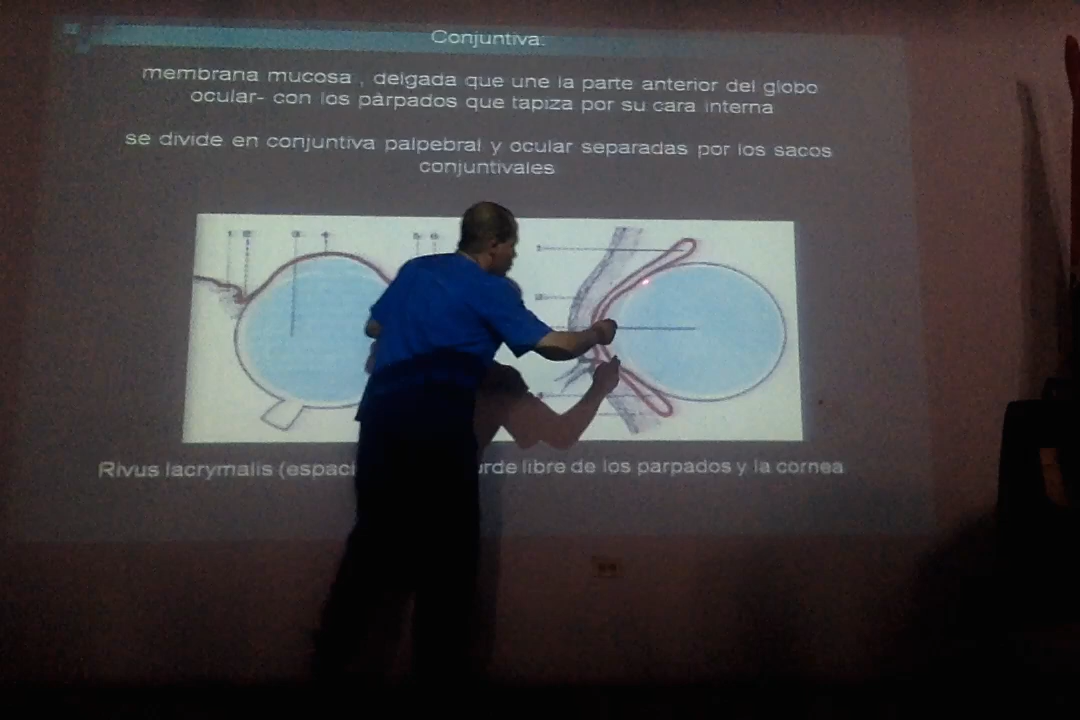 Conjuntiva:
membrana mucosa , delgada que une la parte anterior del globo
ocular- con los pàrpados que tapiza por su cara interna
se divide en conjuntiva palpebral y ocular separadas por los sacos
conjuntivales
Rivus lacrymalis (espaci rde libre de los parpados y la cornea